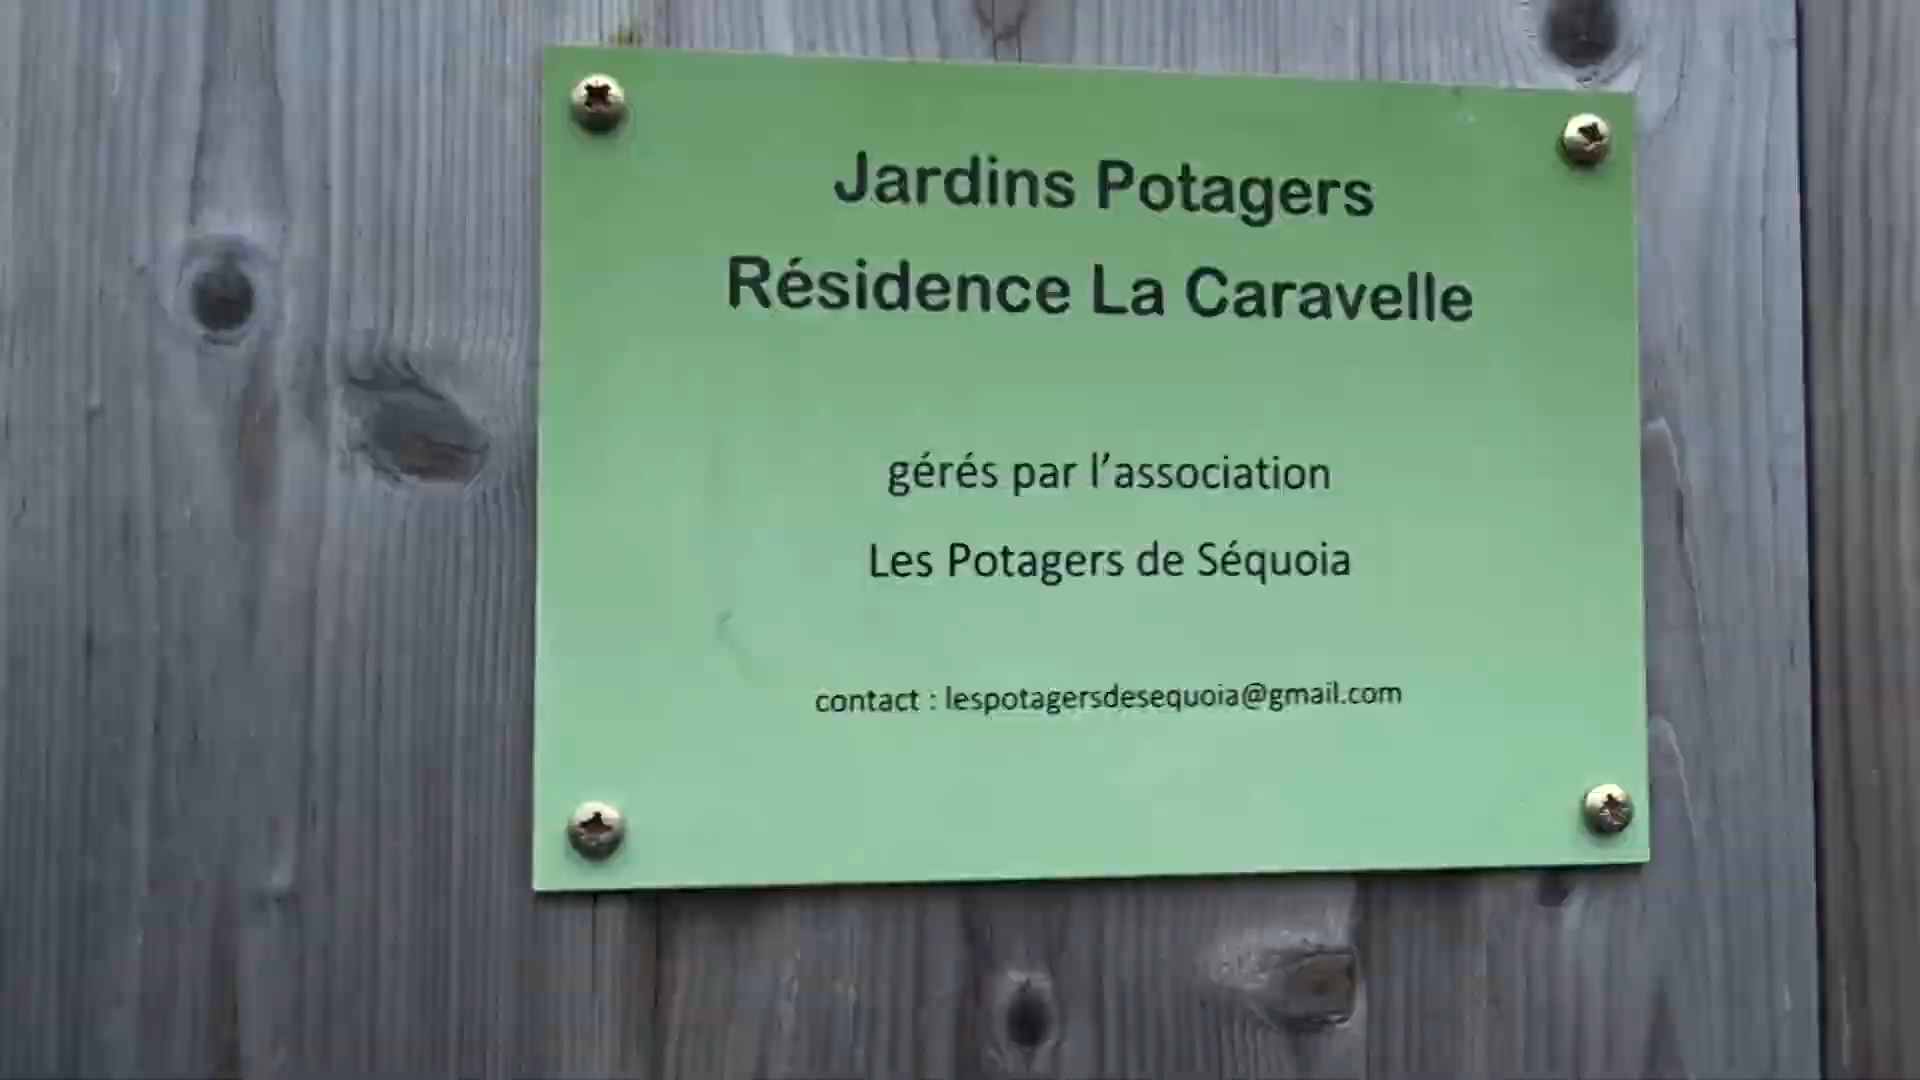 Jardins Potagers
Résidence La Caravelle
gérés par l'association
Les Potagers de Séquoia
contact : lespotagersdesequoia@gmail.com